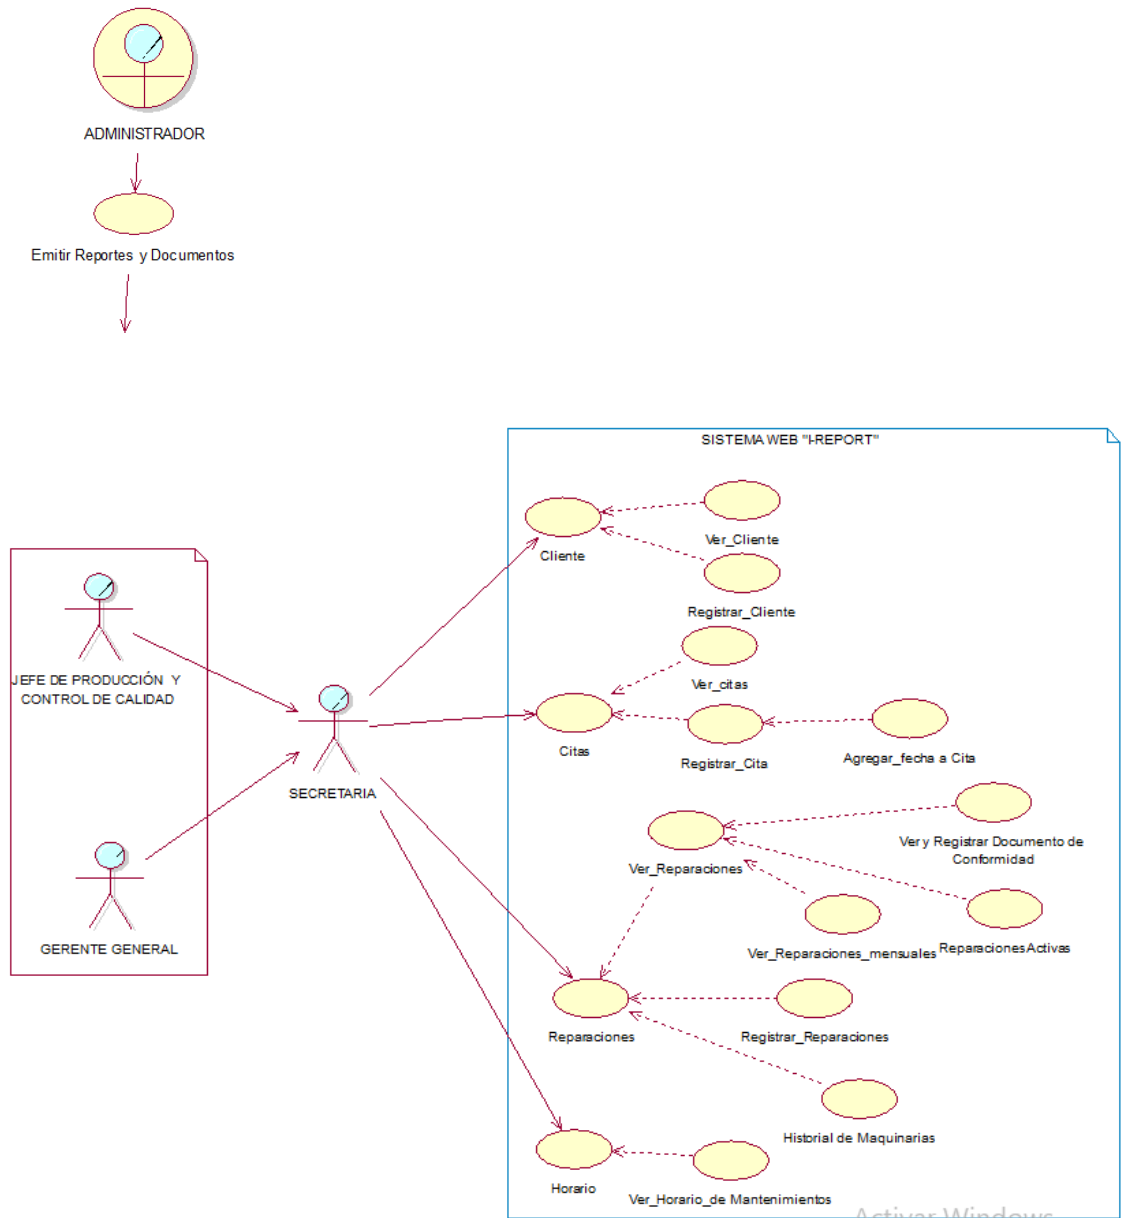 ADMINISTRADOR
Emitir Reportes y Documentos
SISTEMA WEB "I-REPORT"
Cliente
Ver_Cliente
Registrar_Cliente
JEFE DE PRODUCCIÓN Y
CONTROL DE CALIDAD
SECRETARIA
GERENTE GENERAL
Ver_citas
Citas
Registrar_Cita
Agregar_fecha a Cita
Ver y Registrar Documento de
Conformidad
Ver_Reparaciones
Ver_Reparaciones_mensuales
ReparacionesActivas
Reparaciones
Registrar_Reparaciones
Historial de Maquinarias
Horario
Ver_Horario_de Mantenimientos
Activar Windows